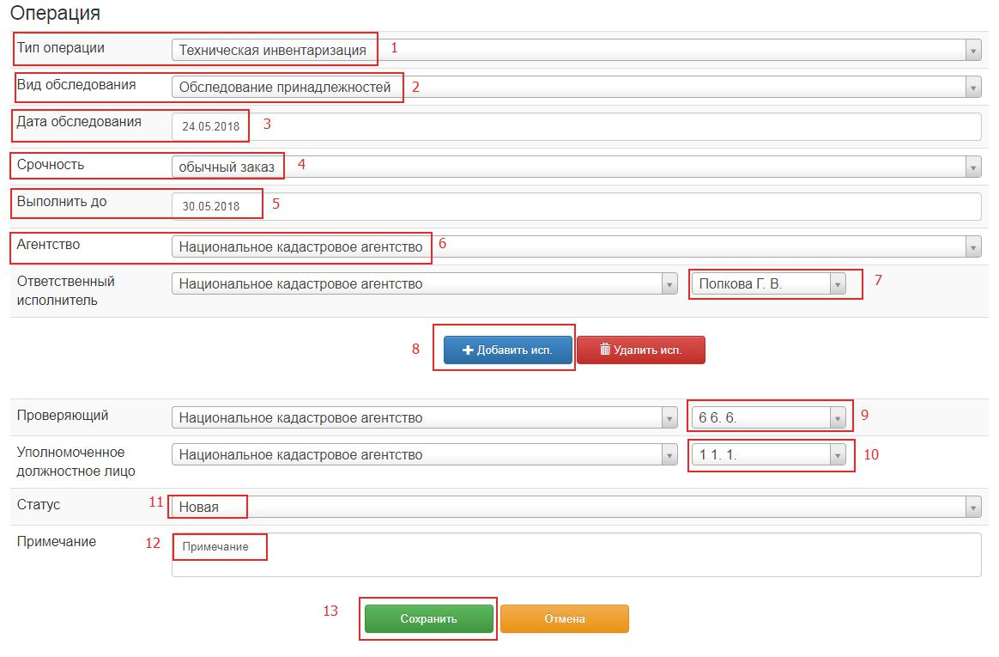 Операция
Тип операции Техническая инвентаризация 1
Вид обследования Обследование принадлежностей 2
Дата обследования 24.05.2018 3
Срочность обычный заказ 4
Выполнить до 30.05.2018 5
Агентство Национальное кадастровое агентство 6
Ответственный исполнитель Национальное кадастровое агентство Попкова Г. В. 7
8 Добавить исп. Удалить исп.
Проверяющий Национальное кадастровое агентство 6 6. 6. 9
Уполномоченное должностное лицо Национальное кадастровое агентство 1 1. 1. 10
Статус 11 Новая
Примечание 12 Примечание
13 Сохранить Отмена